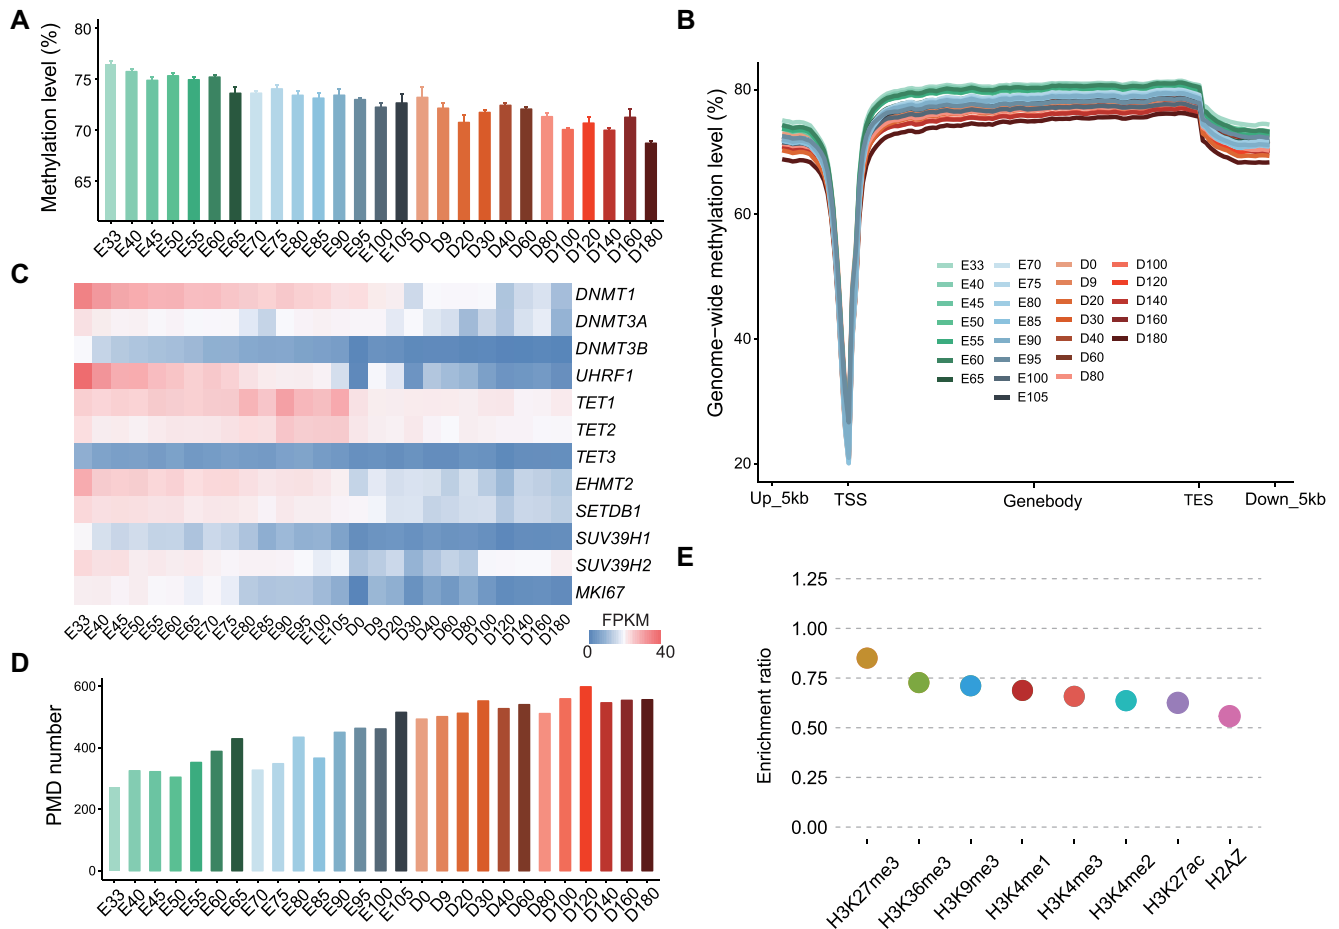 A
Methylation level (%)
80
75
70
65
E33 E40 E45 E50 E55 E60 E65 E70 E75 E80 E85 E90 E95 E100 E105 D0 D9 D20 D30 D40 D60 D80 D100 D120 D140 D160 D180
B
Genome−wide methylation level (%)
80
60
40
20
E33 E70 D0 D100
E40 E75 D9 D120
E45 E80 D20 D140
E50 E85 D30 D160
E55 E90 D40 D180
E60 E95 D60
E65 E100 D80
E105
Up_5kb TSS Genebody TES Down_5kb
C
DNMT1
DNMT3A
DNMT3B
UHRF1
TET1
TET2
TET3
EHMT2
SETDB1
SUV39H1
SUV39H2
MKI67
E33 E40 E45 E50 E55 E60 E65 E70 E75 E80 E85 E90 E95 E100 E105 D0 D9 D20 D30 D40 D60 D80 D100 D120 D140 D160 D180
FPKM
0 40
D
PMD number
600
400
200
0
E33 E40 E45 E50 E55 E60 E65 E70 E75 E80 E85 E90 E95 E100 E105 D0 D9 D20 D30 D40 D60 D80 D100 D120 D140 D160 D180
E
Enrichment ratio
1.25
1.00
0.75
0.50
0.25
0.00
H3K27me3 H3K36me3 H3K9me3 H3K4me1 H3K4me3 H3K4me2 H3K27ac H2AZ